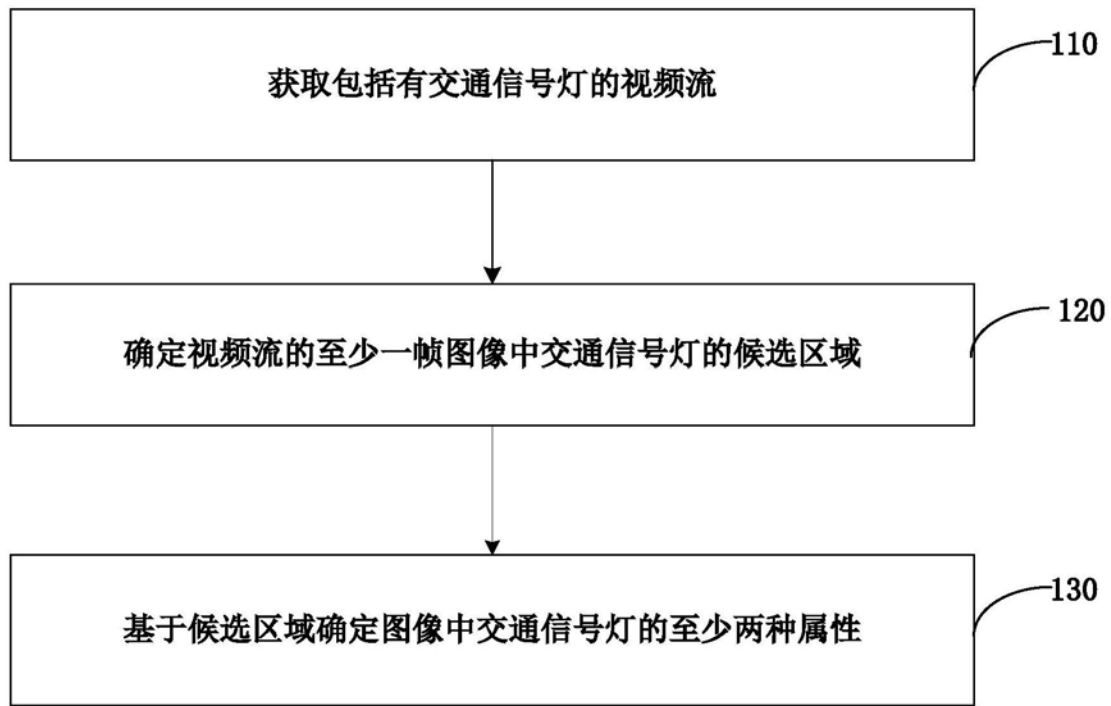 获取包括有交通信号灯的视频流
110
确定视频流的至少一帧图像中交通信号灯的候选区域
120
基于候选区域确定图像中交通信号灯的至少两种属性
130